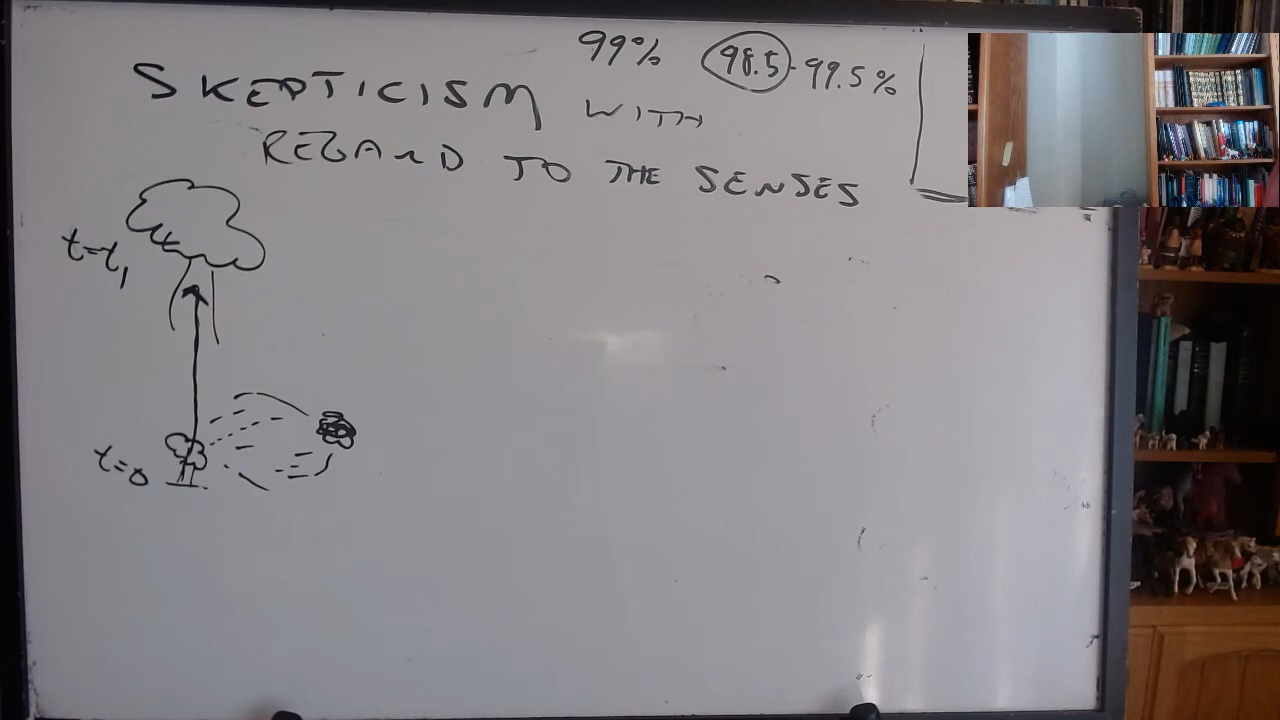 99% 98.5-99.5%
SKEPTICISM WITH
REGARD TO THE SENSES
t=t₁
t=0